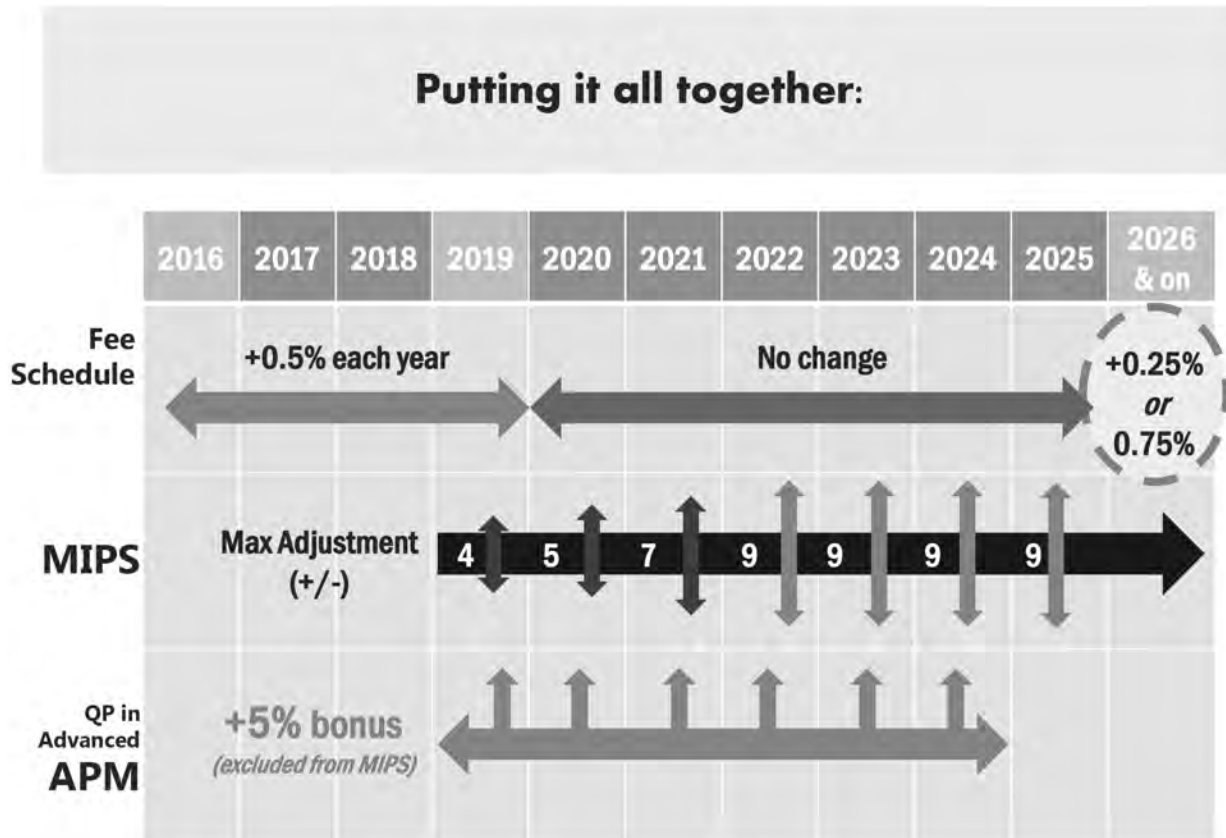 Putting it all together:
2016 2017 2018 2019 2020 2021 2022 2023 2024 2025 2026
& on
Fee
Schedule
+0.5% each year
No change
+0.25%
or
0.75%
MIPS
Max Adjustment
(+/-)
4 5 7 9 9 9 9
QP in
Advanced
APM
+5% bonus
(excluded from MIPS)